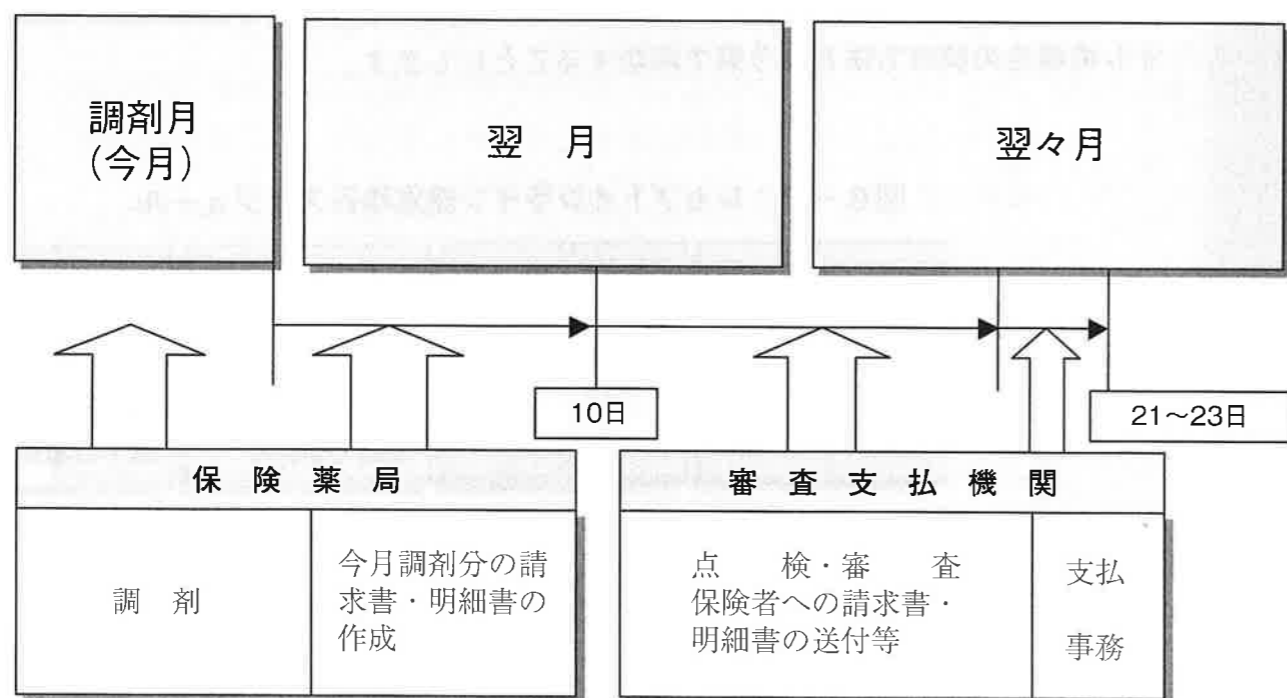 調剤月
(今月)
翌　月
翌々月
10日
21～23日
保　険　薬　局
審　査　支　払　機　関
調　剤
今月調剤分の請
求書・明細書の
作成
点　　検・審　　査
保険者への請求書・
明細書の送付等
支払
事務